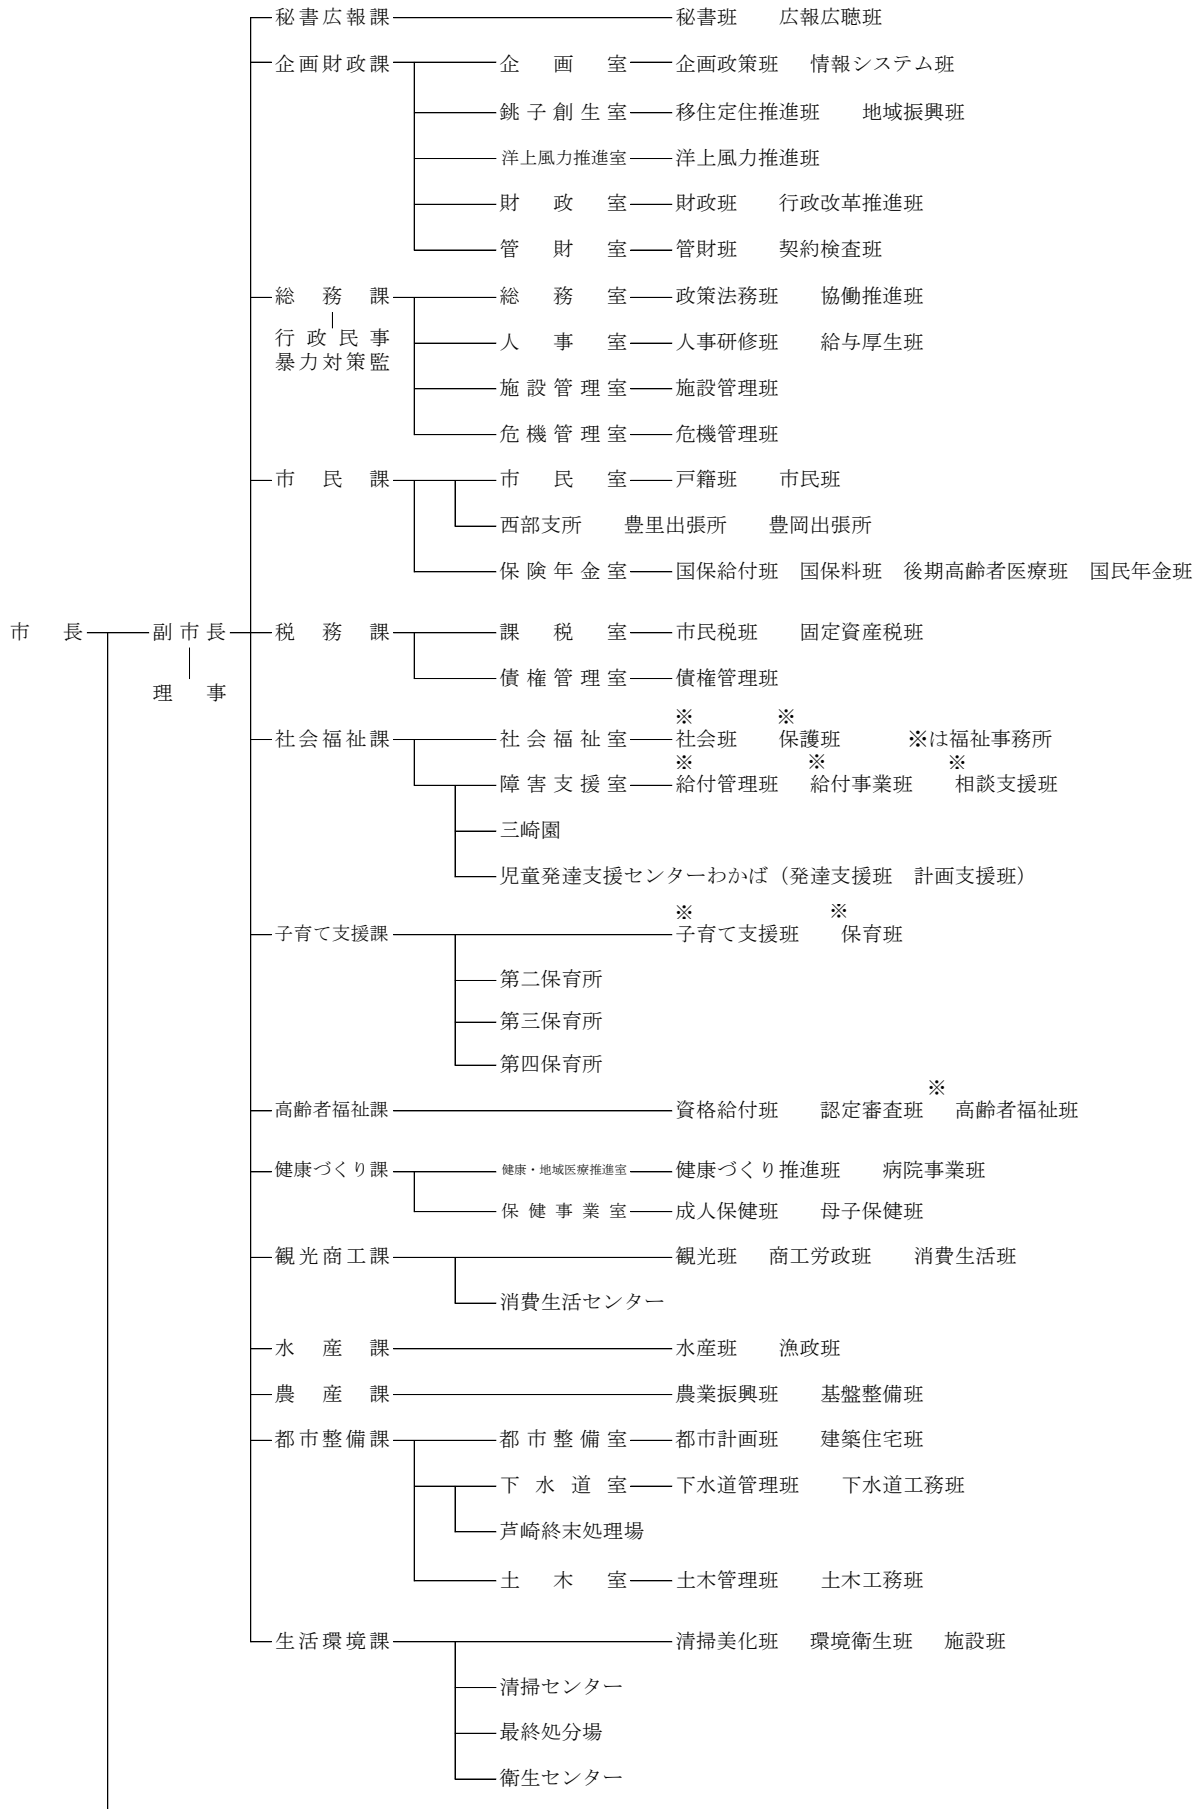 秘書広報課 秘書班 広報広聴班
企画財政課 企画室 企画政策班 情報システム班
銚子創生室 移住定住推進班 地域振興班
洋上風力推進室 洋上風力推進班
財政室 財政班 行政改革推進班
管財室 管財班 契約検査班
総務課 総務室 政策法務班 協働推進班
行政民事
暴力対策監
人事室 人事研修班 給与厚生班
施設管理室 施設管理班
危機管理室 危機管理班
市民課 市民室 戸籍班 市民班
西部支所 豊里出張所 豊岡出張所
保険年金室 国保給付班 国保料班 後期高齢者医療班 国民年金班
市長 副市長 税務課 課税室 市民税班 固定資産税班
債権管理室 債権管理班
理事
※ ※
社会福祉課 社会福祉室 社会班 保護班 ※は福祉事務所
※ ※ ※
障害支援室 給付管理班 給付事業班 相談支援班
三崎園
児童発達支援センターわかば（発達支援班 計画支援班）
※ ※
子育て支援課 子育て支援班 保育班
第二保育所
第三保育所
第四保育所
※
高齢者福祉課 資格給付班 認定審査班 高齢者福祉班
健康づくり課 健康・地域医療推進室 健康づくり推進班 病院事業班
保健事業室 成人保健班 母子保健班
観光商工課 観光班 商工労政班 消費生活班
消費生活センター
水産課 水産班 漁政班
農産課 農業振興班 基盤整備班
都市整備課 都市整備室 都市計画班 建築住宅班
下水道室 下水道管理班 下水道工務班
芦崎終末処理場
土木室 土木管理班 土木工務班
生活環境課 清掃美化班 環境衛生班 施設班
清掃センター
最終処分場
衛生センター